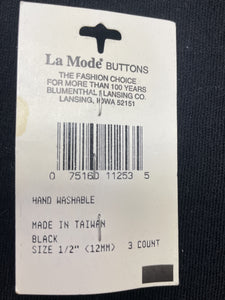 La Mode BUTTONS
THE FASHION CHOICE
FOR MORE THAN 100 YEARS
BLUMENTHAL LANSING CO.
LANSING, IOWA 52151
0 75160 11253 5
HAND WASHABLE
MADE IN TAIWAN
BLACK
SIZE 1/2" (12MM) 3 COUNT